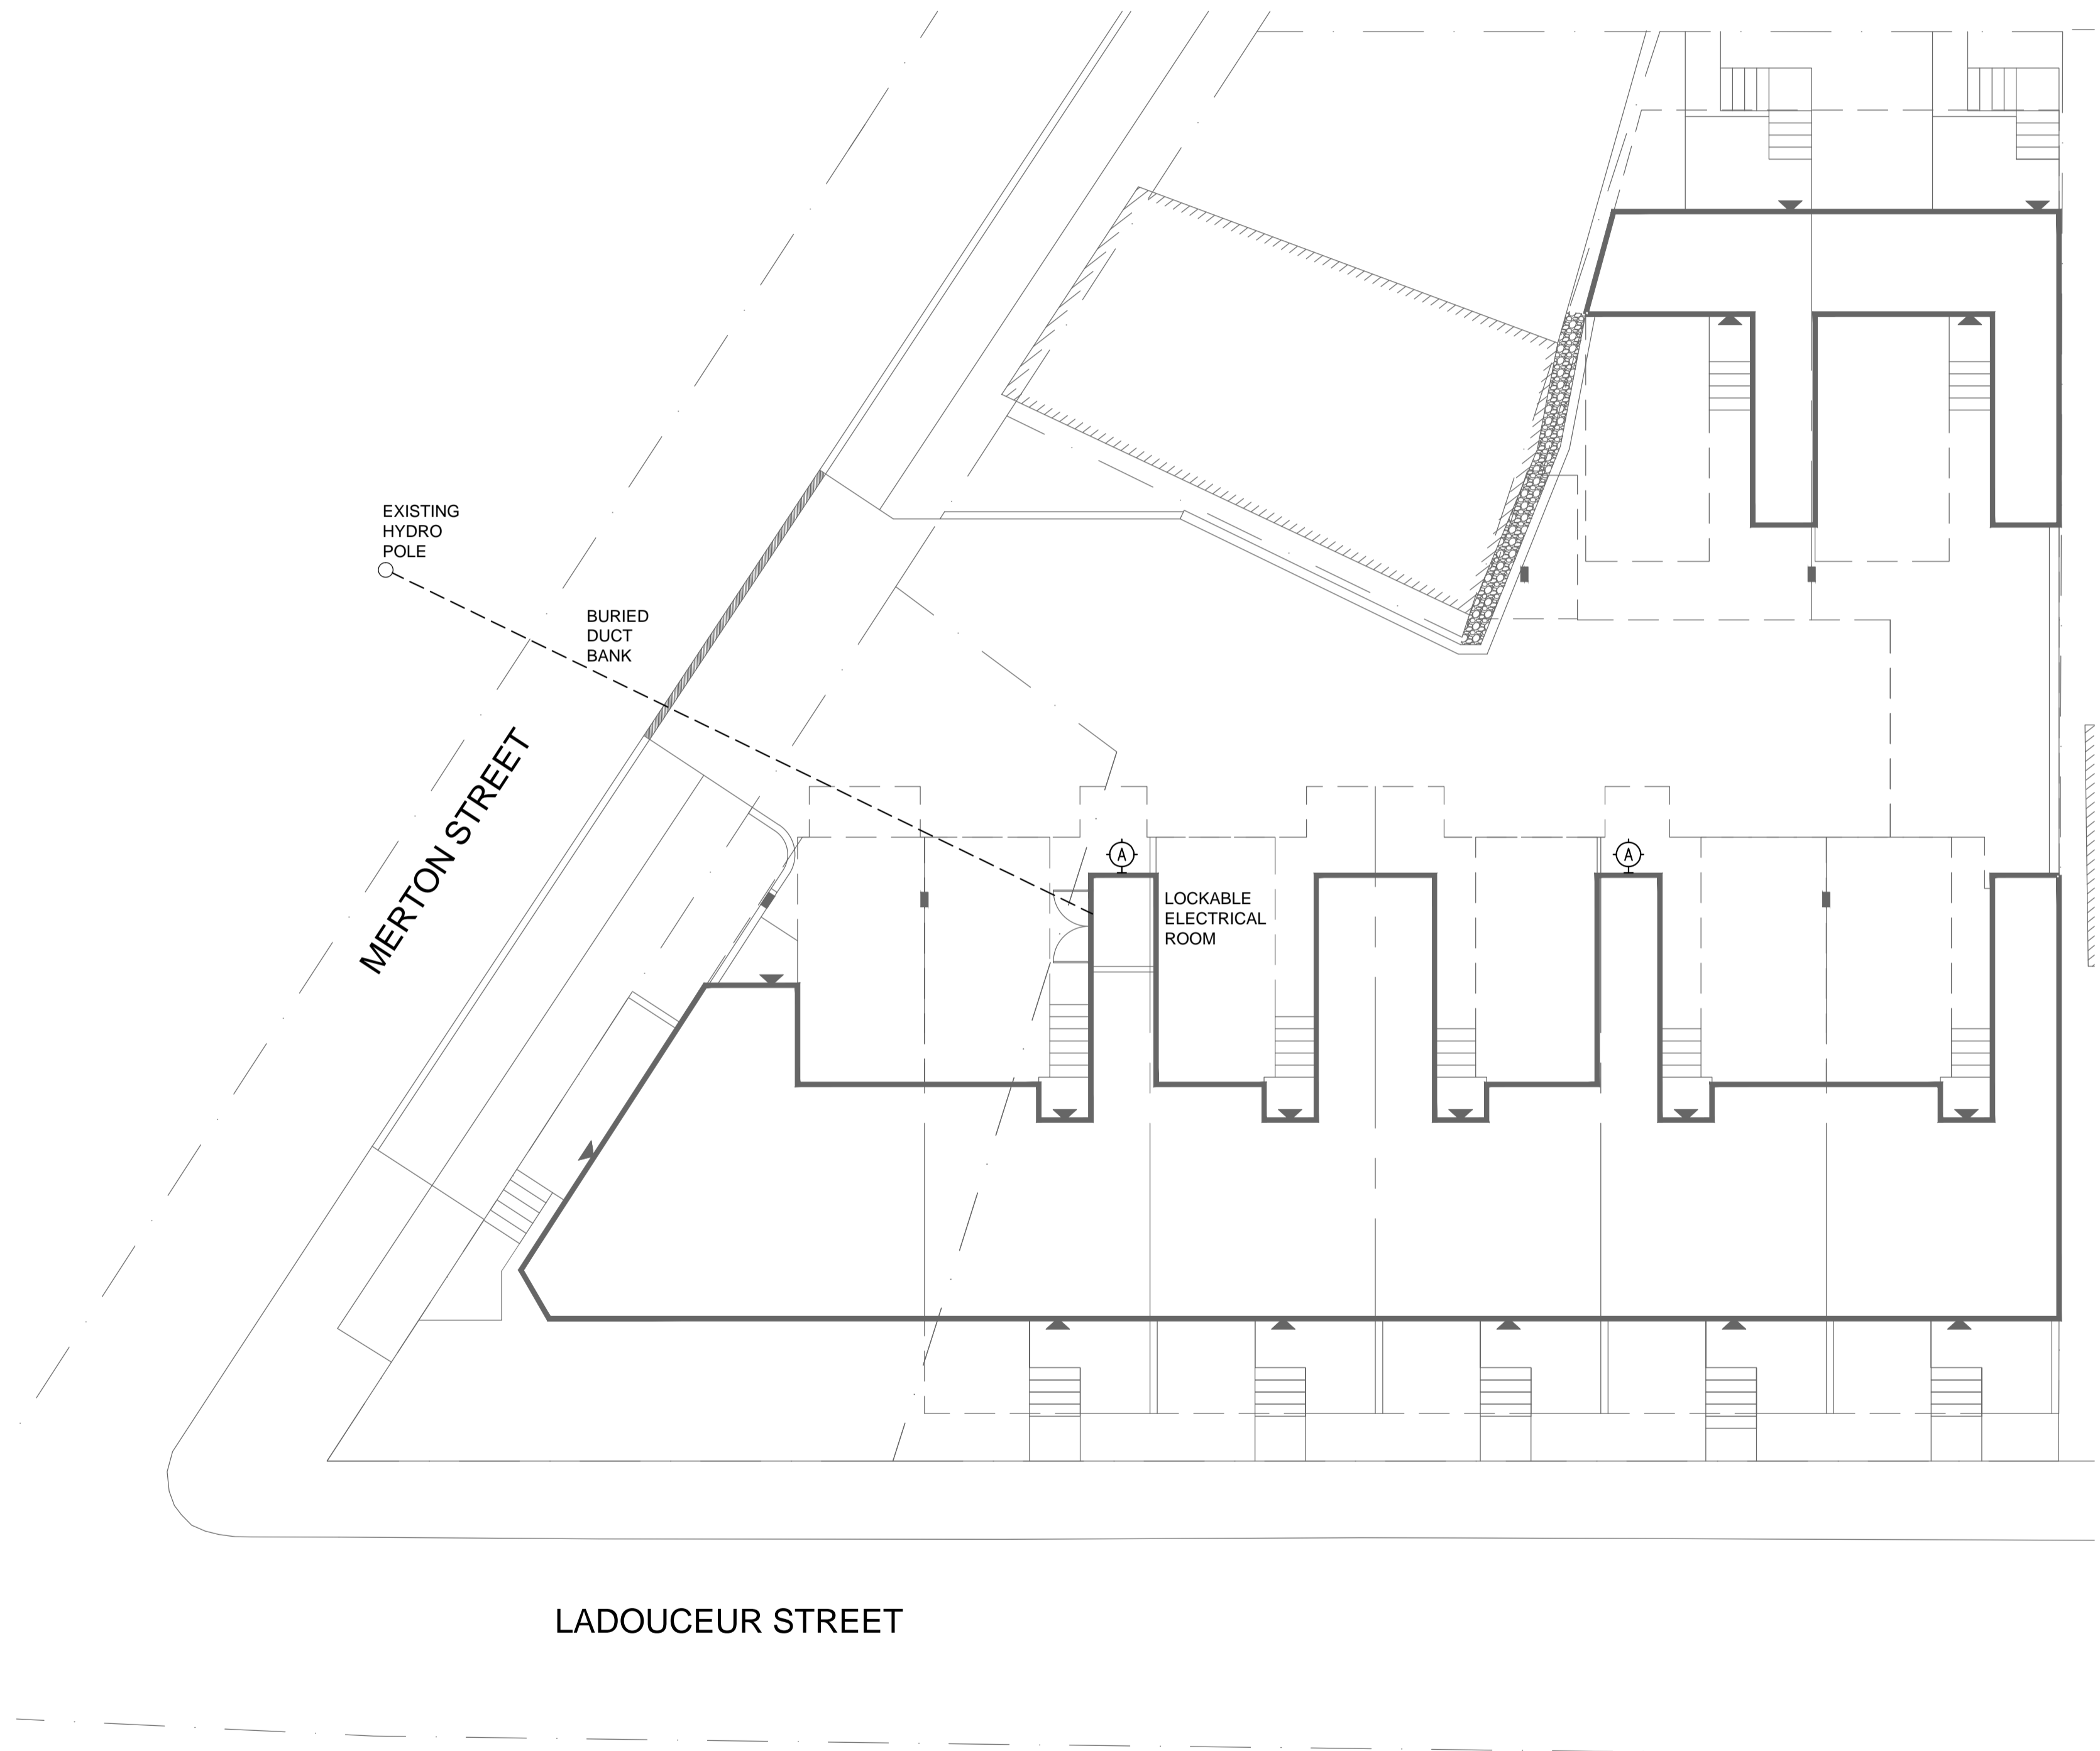 EXISTING
HYDRO
POLE
BURIED
DUCT
BANK
MERTON STREET
A
A
LOCKABLE
ELECTRICAL
ROOM
LADOUCEUR STREET